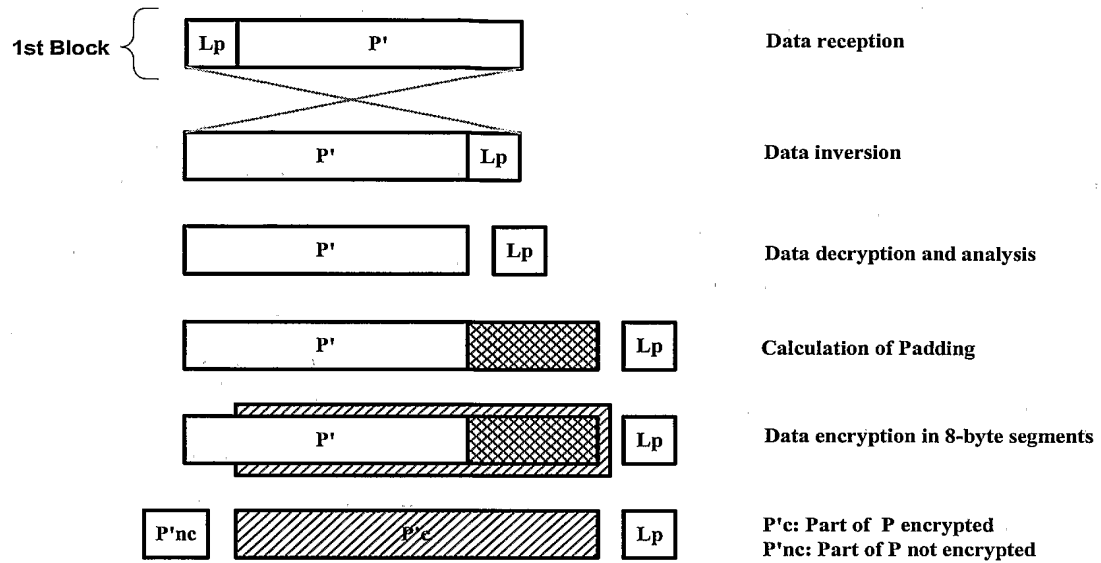 1st Block
Lp P' Data reception
P' Lp Data inversion
P' Lp Data decryption and analysis
P' Lp Calculation of Padding
P' Lp Data encryption in 8-byte segments
P'nc P'c Lp P'c: Part of P encrypted
P'nc: Part of P not encrypted